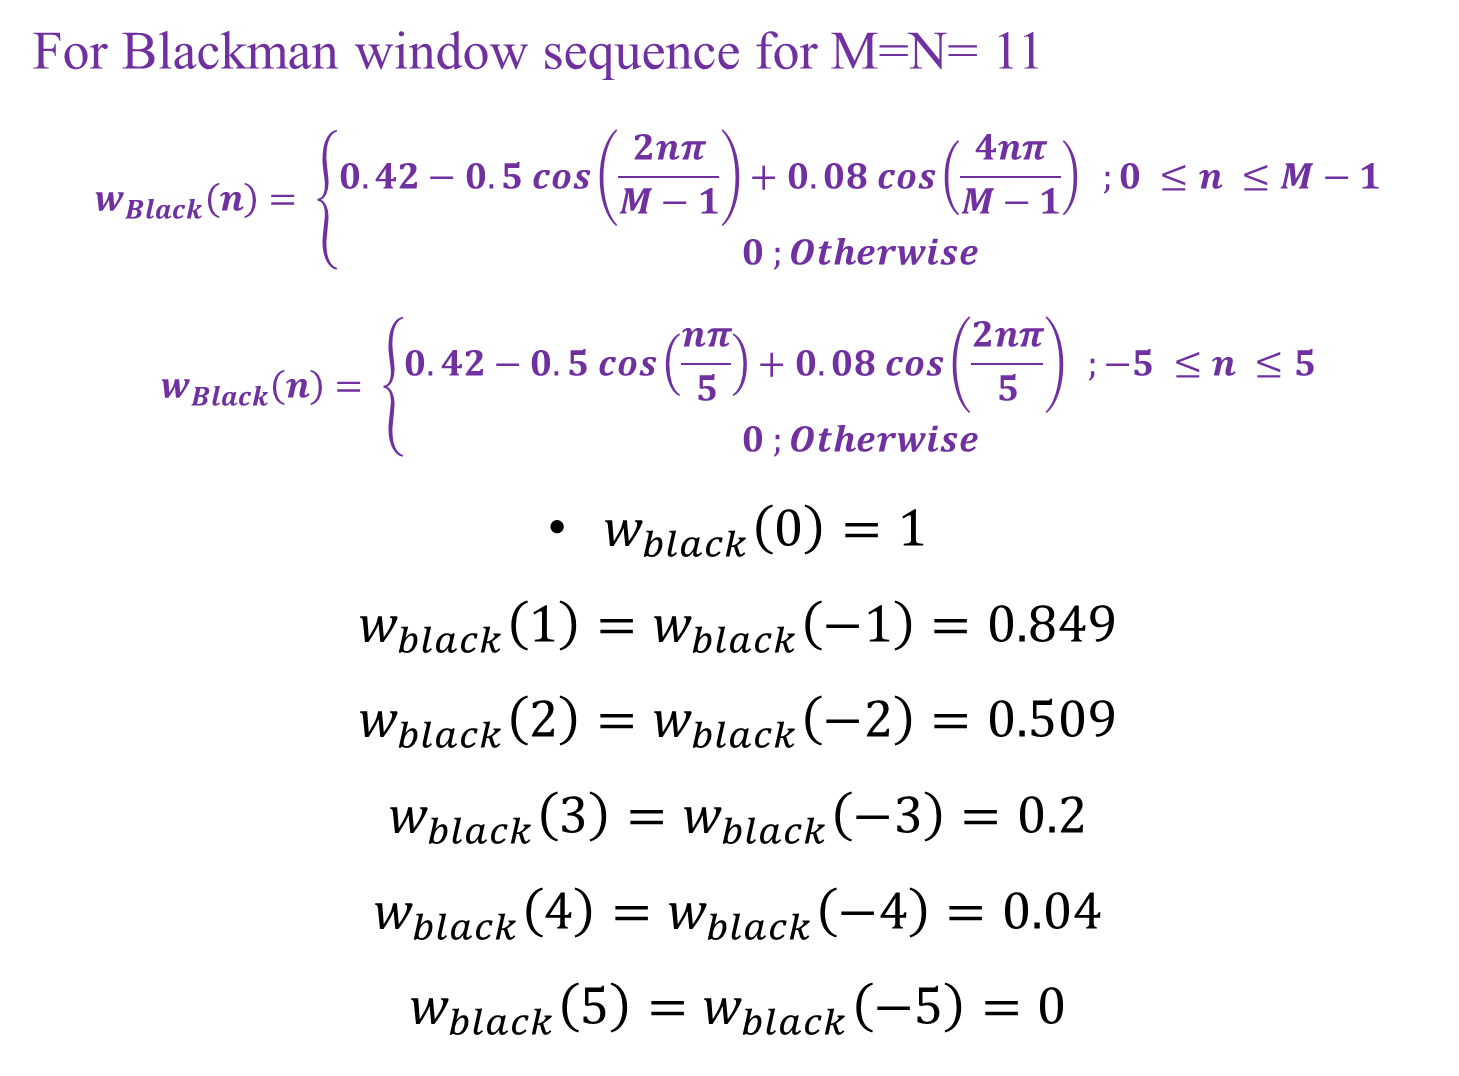 For Blackman window sequence for M=N= 11
w_Black(n) = { 0.42 − 0.5 cos(2nπ / M − 1) + 0.08 cos(4nπ / M − 1) ; 0 ≤ n ≤ M − 1
0 ; Otherwise
w_Black(n) = { 0.42 − 0.5 cos(nπ / 5) + 0.08 cos(2nπ / 5) ; −5 ≤ n ≤ 5
0 ; Otherwise
• w_black(0) = 1
w_black(1) = w_black(−1) = 0.849
w_black(2) = w_black(−2) = 0.509
w_black(3) = w_black(−3) = 0.2
w_black(4) = w_black(−4) = 0.04
w_black(5) = w_black(−5) = 0